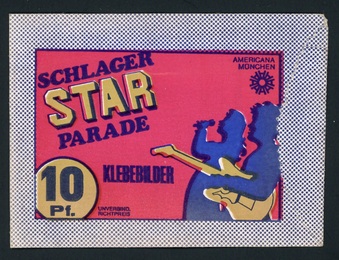 SCHLAGER
STAR
PARADE
AMERICANA
MÜNCHEN
KLEBEBILDER
10
Pf.
UNVERBINDL.
RICHTPREIS